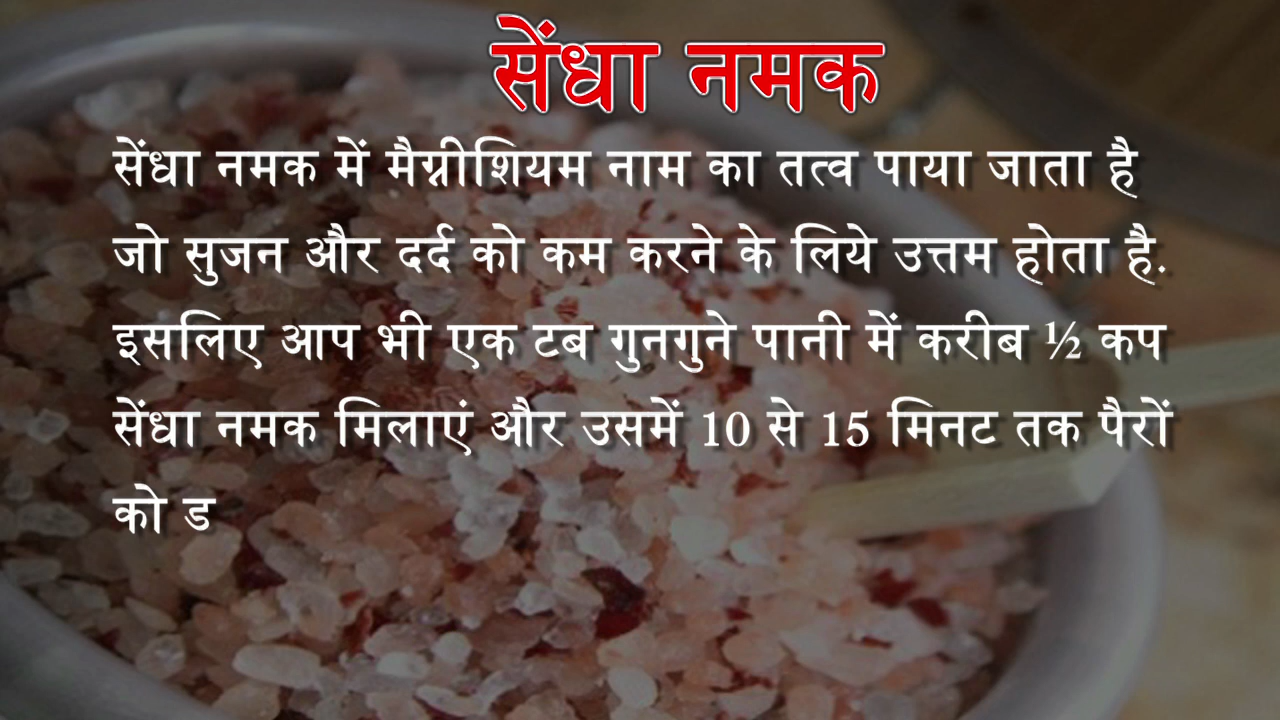 सेंधा नमक
सेंधा नमक में मैग्नीशियम नाम का तत्व पाया जाता है
जो सुजन और दर्द को कम करने के लिये उत्तम होता है.
इसलिए आप भी एक टब गुनगुने पानी में करीब ½ कप
सेंधा नमक मिलाएं और उसमें 10 से 15 मिनट तक पैरों
को ड